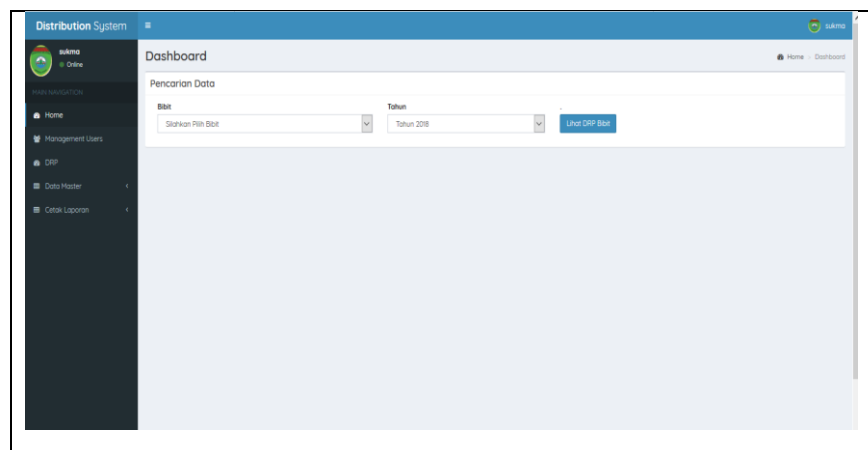 Distribution System
sukma
sukma
Online
Dashboard
Home > Dashboard
MAIN NAVIGATION
Home
Management Users
DRP
Data Master
Cetak Laporan
Pencarian Data
Bibit
Tahun
.
Silahkan Pilih Bibit
Tahun 2018
Lihat DRP Bibit